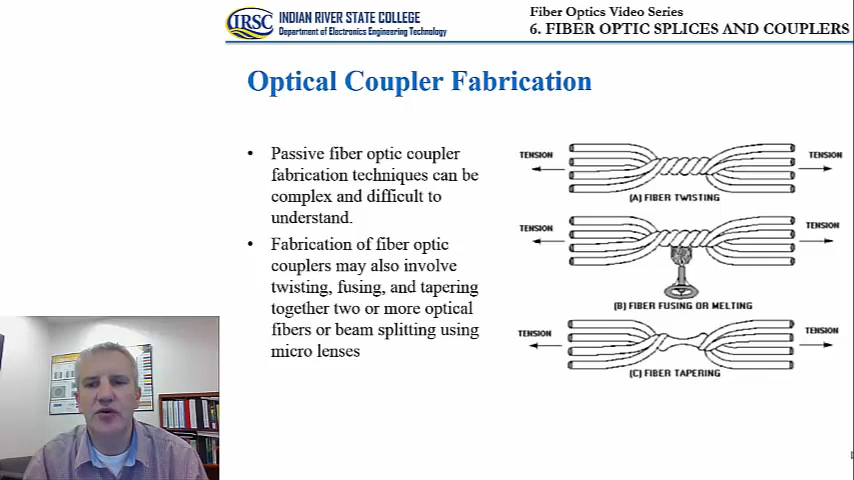 IRSC
INDIAN RIVER STATE COLLEGE
Department of Electronics Engineering Technology
Fiber Optics Video Series
6. FIBER OPTIC SPLICES AND COUPLERS
Optical Coupler Fabrication
• Passive fiber optic coupler
fabrication techniques can be
complex and difficult to
understand.
• Fabrication of fiber optic
couplers may also involve
twisting, fusing, and tapering
together two or more optical
fibers or beam splitting using
micro lenses
TENSION
TENSION
(A) FIBER TWISTING
TENSION
TENSION
(B) FIBER FUSING OR MELTING
TENSION
TENSION
(C) FIBER TAPERING